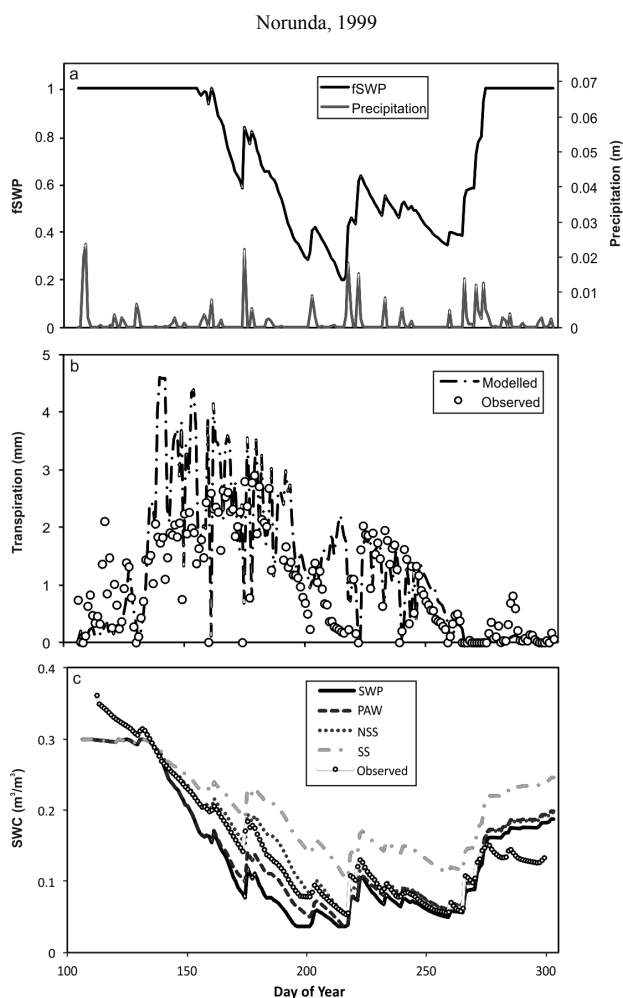 Norunda, 1999
a
fSWP
Precipitation
1
0.8
0.6
0.4
0.2
0
fSWP
0.07
0.06
0.05
0.04
0.03
0.02
0.01
0
Precipitation (m)
b
Modelled
Observed
5
4
3
2
1
0
Transpiration (mm)
c
SWP
PAW
NSS
SS
Observed
0.4
0.3
0.2
0.1
0
SWC (m³/m³)
100 150 200 250 300
Day of Year